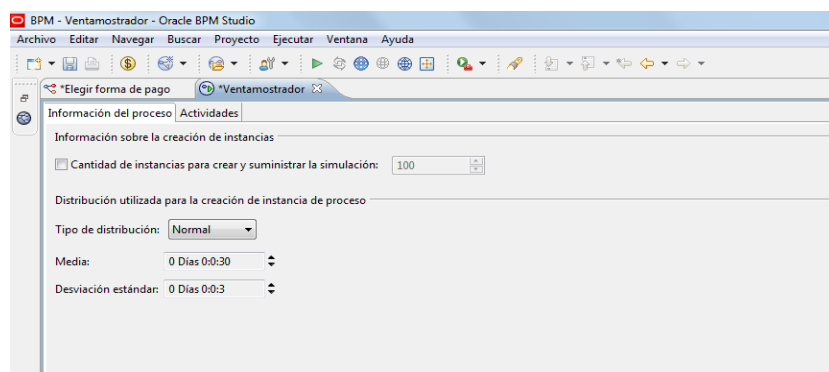 BPM - Ventamostrador - Oracle BPM Studio
Archivo Editar Navegar Buscar Proyecto Ejecutar Ventana Ayuda
*Elegir forma de pago *Ventamostrador
Información del proceso Actividades
Información sobre la creación de instancias
Cantidad de instancias para crear y suministrar la simulación: 100
Distribución utilizada para la creación de instancia de proceso
Tipo de distribución: Normal
Media: 0 Días 0:0:30
Desviación estándar: 0 Días 0:0:3